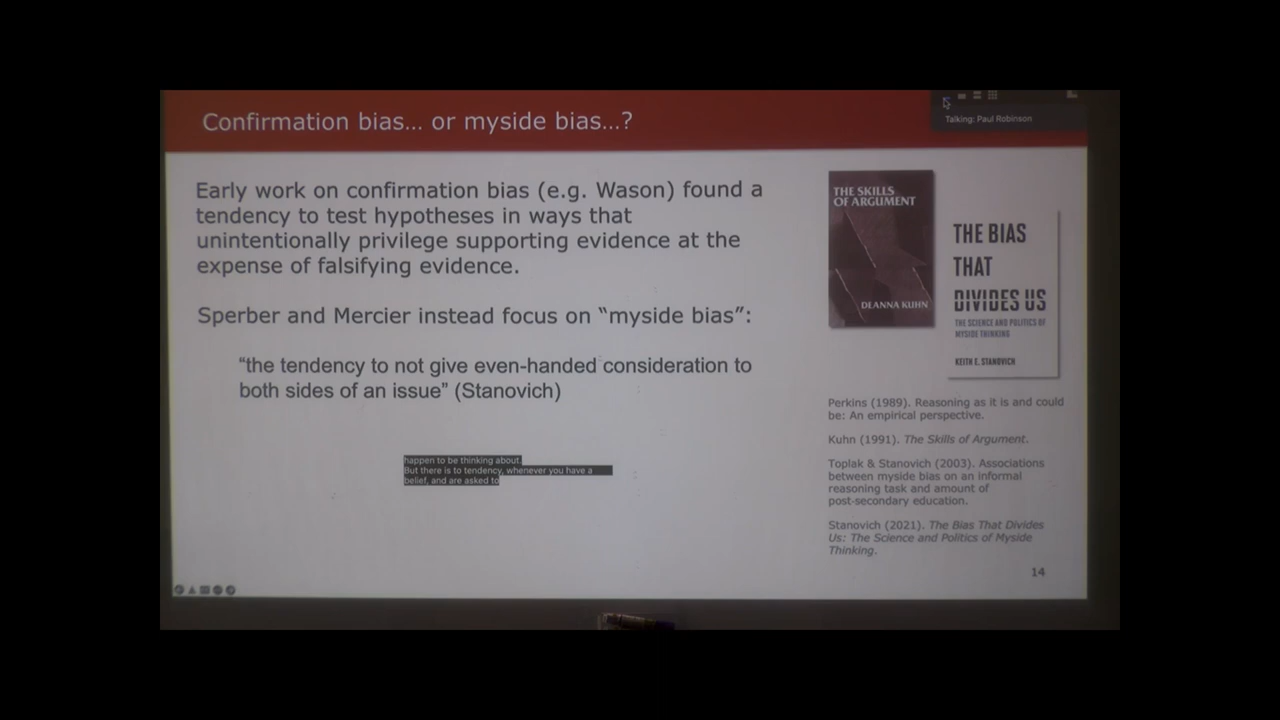 Confirmation bias... or myside bias...?
Talking: Paul Robinson
Early work on confirmation bias (e.g. Wason) found a
tendency to test hypotheses in ways that
unintentionally privilege supporting evidence at the
expense of falsifying evidence.
Sperber and Mercier instead focus on “myside bias”:
“the tendency to not give even-handed consideration to
both sides of an issue” (Stanovich)
happen to be thinking about.
But there is to tendency, whenever you have a
belief, and are asked to
THE SKILLS
OF ARGUMENT
DEANNA KUHN
THE BIAS
THAT
DIVIDES US
THE SCIENCE AND POLITICS OF
MYSIDE THINKING
KEITH E. STANOVICH
Perkins (1989). Reasoning as it is and could
be: An empirical perspective.
Kuhn (1991). The Skills of Argument.
Toplak & Stanovich (2003). Associations
between myside bias on an informal
reasoning task and amount of
post-secondary education.
Stanovich (2021). The Bias That Divides
Us: The Science and Politics of Myside
Thinking.
14